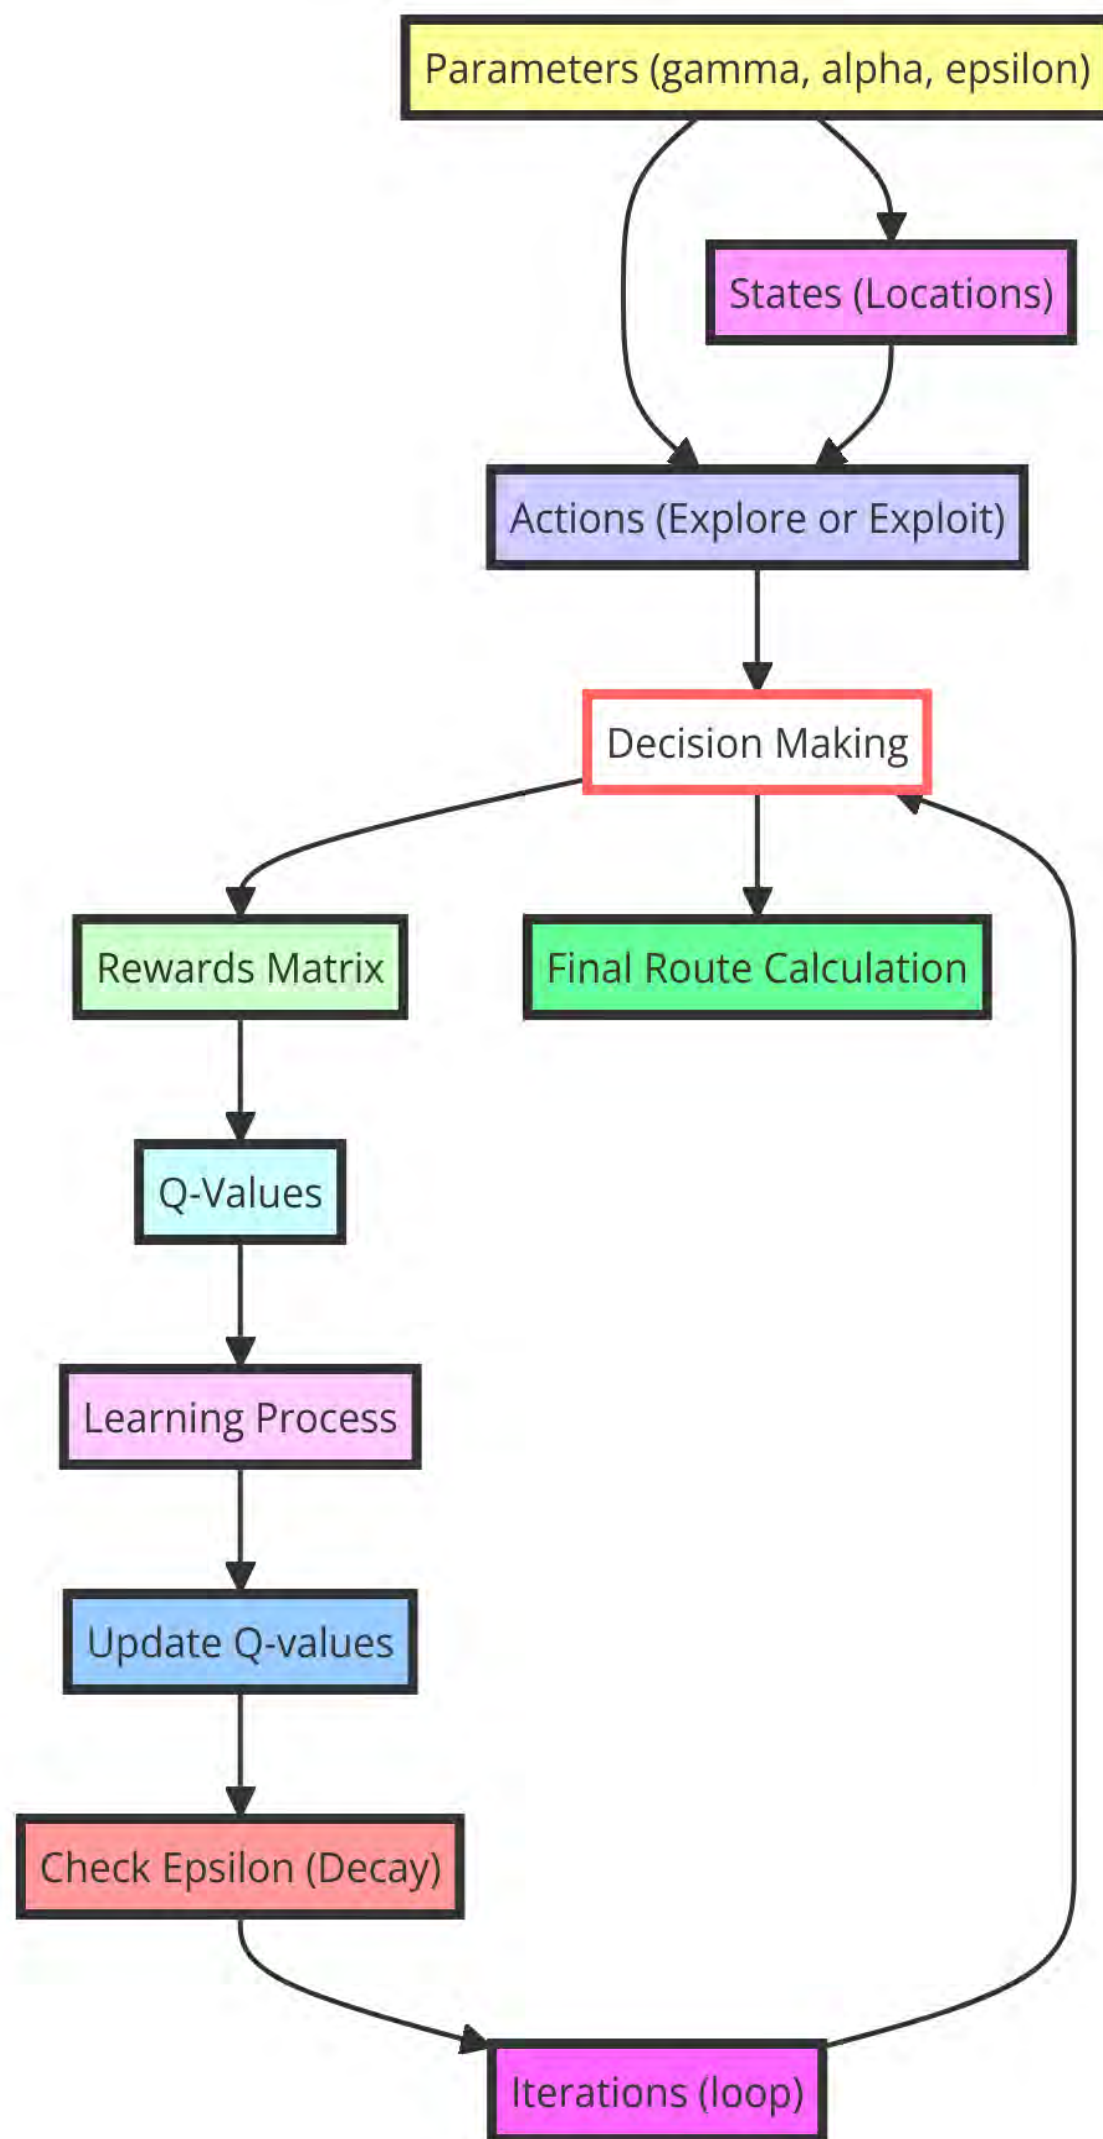 Parameters (gamma, alpha, epsilon)
States (Locations)
Actions (Explore or Exploit)
Decision Making
Rewards Matrix
Final Route Calculation
Q-Values
Learning Process
Update Q-values
Check Epsilon (Decay)
Iterations (loop)